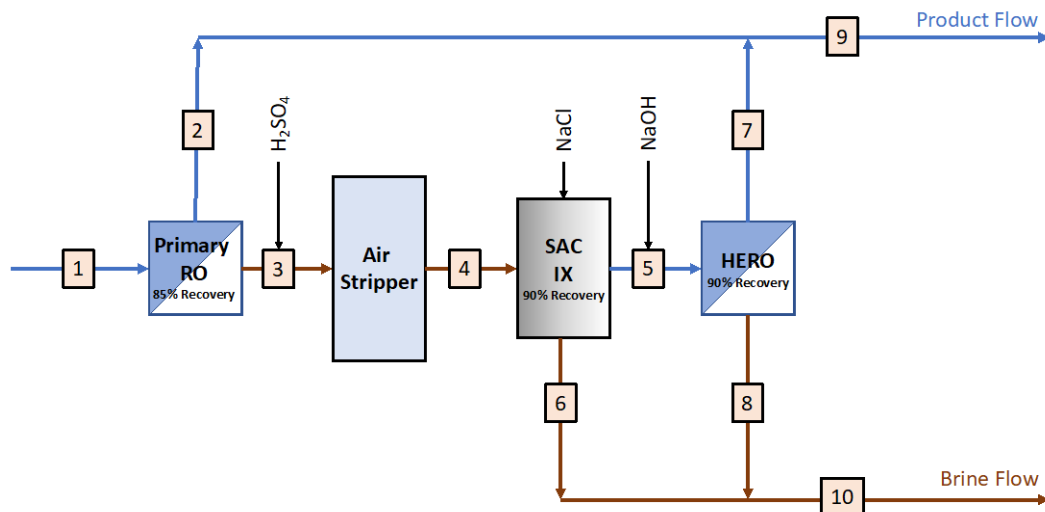 Product Flow
9
2
H₂SO₄
NaCl
NaOH
7
1
Primary
RO
85% Recovery
3
Air
Stripper
4
SAC
IX
90% Recovery
5
HERO
90% Recovery
6
8
Brine Flow
10